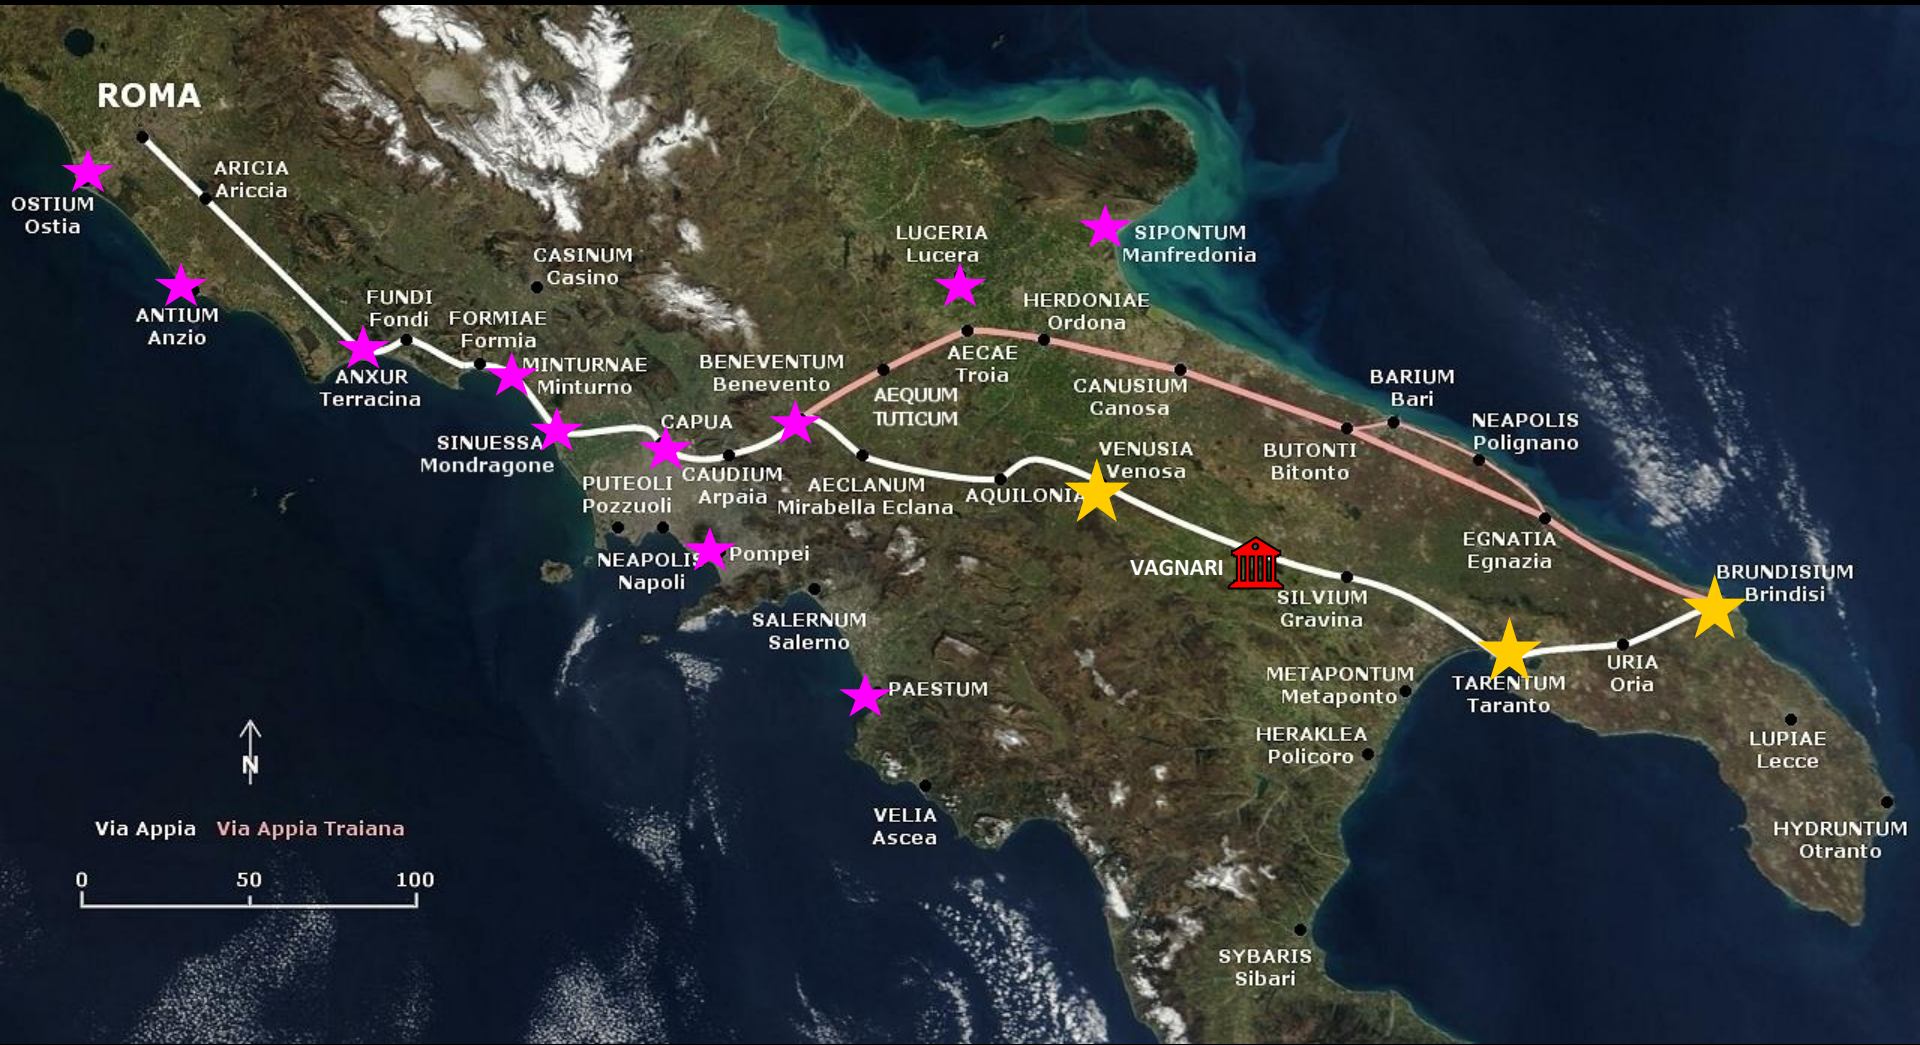 ROMA
ARICIA
Ariccia
OSTIUM
Ostia
ANTIUM
Anzio
CASINUM
Casino
FUNDI
Fondi
FORMIAE
Formia
ANXUR
Terracina
MINTURNAE
Minturno
SINUESSA
Mondragone
CAPUA
BENEVENTUM
Benevento
CAUDIUM
Arpaia
PUTEOLI
Pozzuoli
NEAPOLIS
Napoli
Pompei
SALERNUM
Salerno
PAESTUM
VELIA
Ascea
LUCERIA
Lucera
SIPONTUM
Manfredonia
HERDONIAE
Ordona
AECAE
Troia
AEQUUM
TUTICUM
CANUSIUM
Canosa
AECLANUM
Mirabella Eclana
AQUILONIA
VENUSIA
Venosa
BUTONTI
Bitonto
BARIUM
Bari
NEAPOLIS
Polignano
EGNATIA
Egnazia
VAGNARI
SILVIUM
Gravina
BRUNDISIUM
Brindisi
METAPONTUM
Metaponto
TARENTUM
Taranto
URIA
Oria
HERAKLEA
Policoro
LUPIAE
Lecce
HYDRUNTUM
Otranto
SYBARIS
Sibari
N
Via Appia Via Appia Traiana
0 50 100